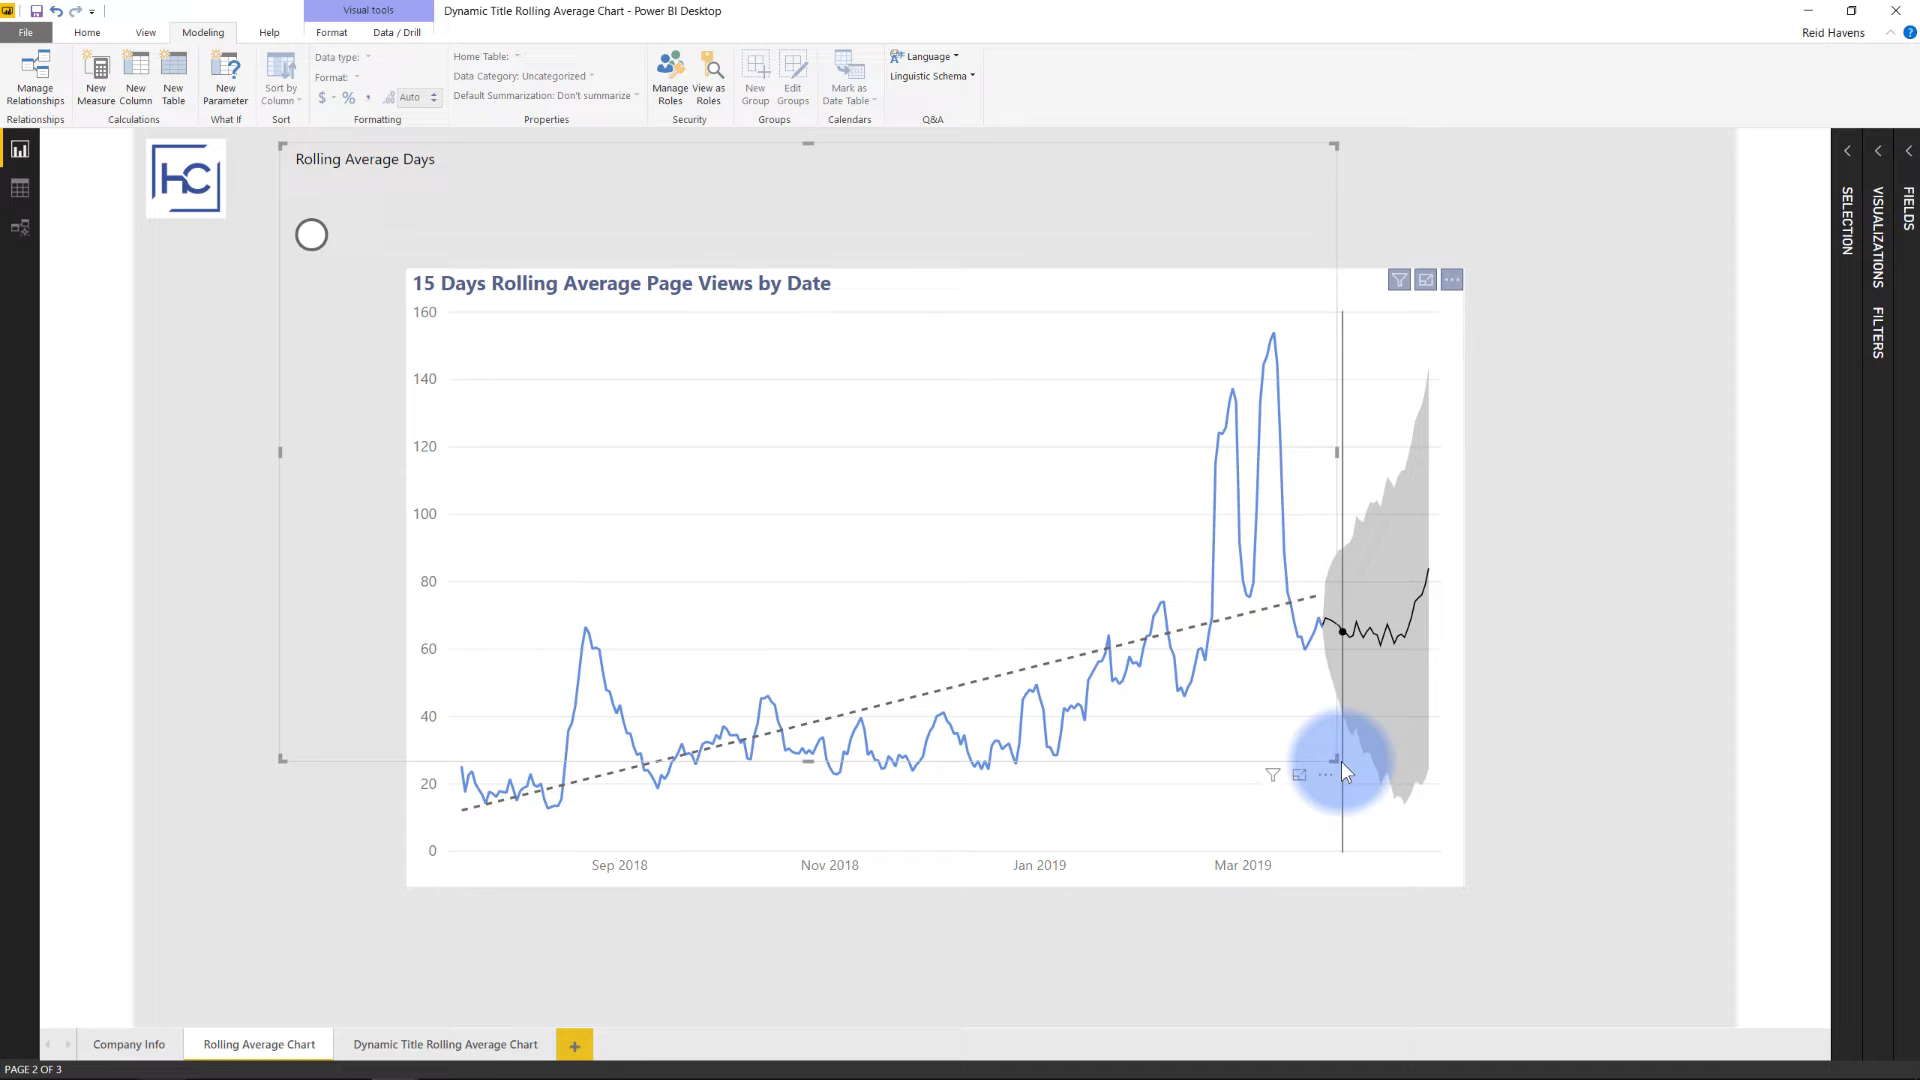 Visual tools
Dynamic Title Rolling Average Chart - Power BI Desktop
File
Home
View
Modeling
Help
Format
Data / Drill
Reid Havens
Manage Relationships
New Measure
New Column
New Table
New Parameter
Sort by Column
Data type:
Format:
$ % , Auto
Home Table:
Data Category: Uncategorized
Default Summarization: Don't summarize
Manage Roles
View as Roles
New Group
Edit Groups
Mark as Date Table
Language
Linguistic Schema
Relationships
Calculations
What If
Sort
Formatting
Properties
Security
Groups
Calendars
Q&A
hC
Rolling Average Days
15 Days Rolling Average Page Views by Date
160
140
120
100
80
60
40
20
0
Sep 2018
Nov 2018
Jan 2019
Mar 2019
SELECTION
VISUALIZATIONS
FILTERS
FIELDS
Company Info
Rolling Average Chart
Dynamic Title Rolling Average Chart
+
PAGE 2 OF 3